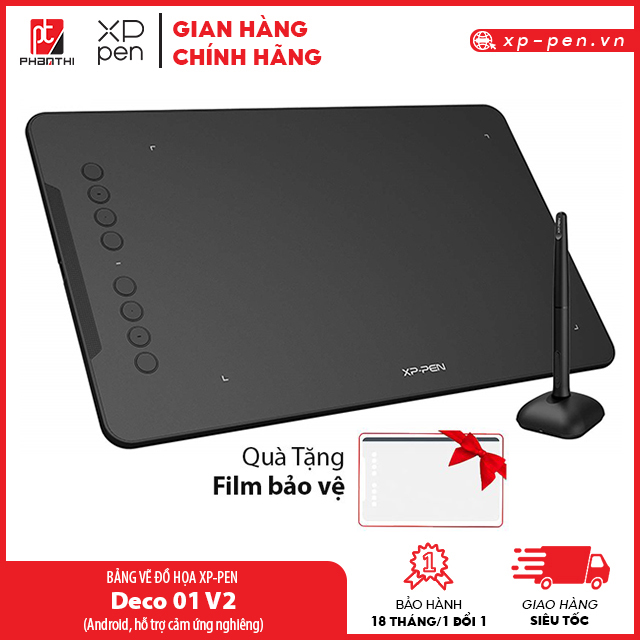 PHANTHI
XP
pen
GIAN HÀNG
CHÍNH HÃNG
xp-pen.vn
XP-PEN
Quà Tặng
Film bảo vệ
BẢNG VẼ ĐỒ HỌA XP-PEN
Deco 01 V2
(Android, hỗ trợ cảm ứng nghiêng)
1
BẢO HÀNH
18 THÁNG/1 ĐỔI 1
GIAO HÀNG
SIÊU TỐC